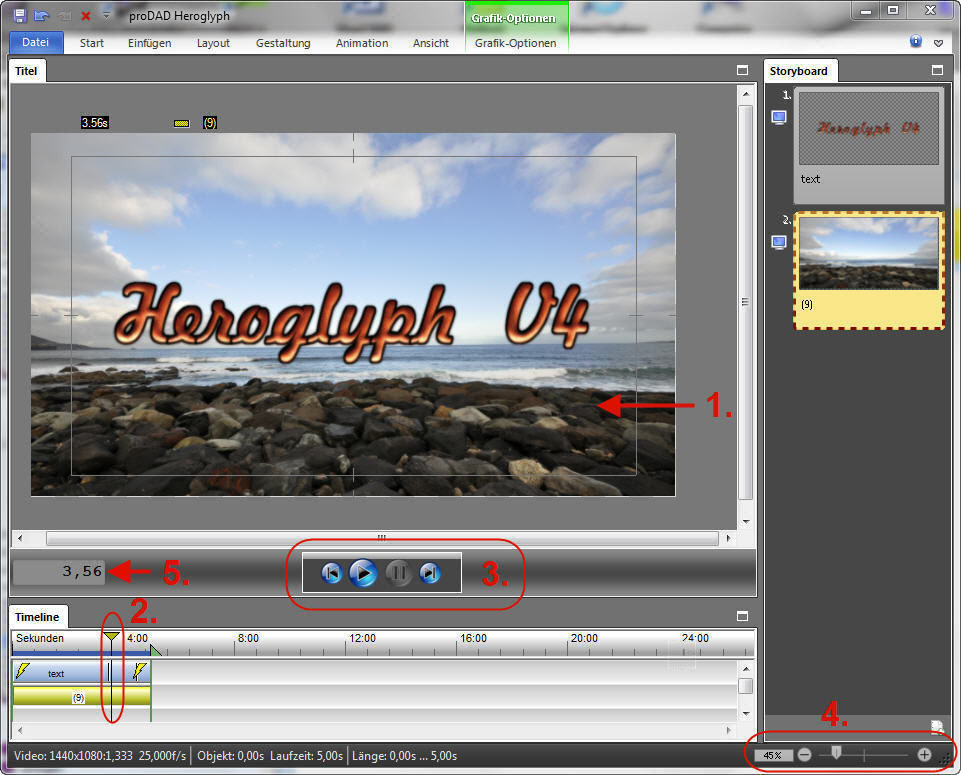 proDAD Heroglyph
Grafik-Optionen
Datei Start Einfügen Layout Gestaltung Animation Ansicht Grafik-Optionen
Titel
Storyboard
3.56s (9)
1.
text
2.
(9)
Heroglyph V4
1.
3,56
5.
3.
2.
Timeline
Sekunden 4:00 8:00 12:00 16:00 20:00 24:00
text
(9)
4.
Video: 1440x1080:1,333 25,000f/s Objekt: 0,00s Laufzeit: 5,00s Länge: 0,00s ... 5,00s
45%